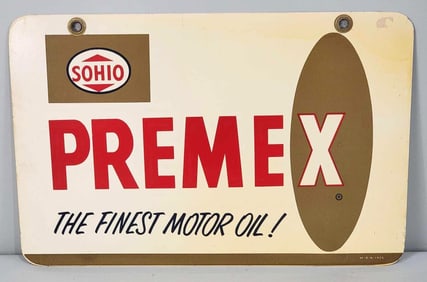 SOHIO
PREMEX
®
THE FINEST MOTOR OIL!